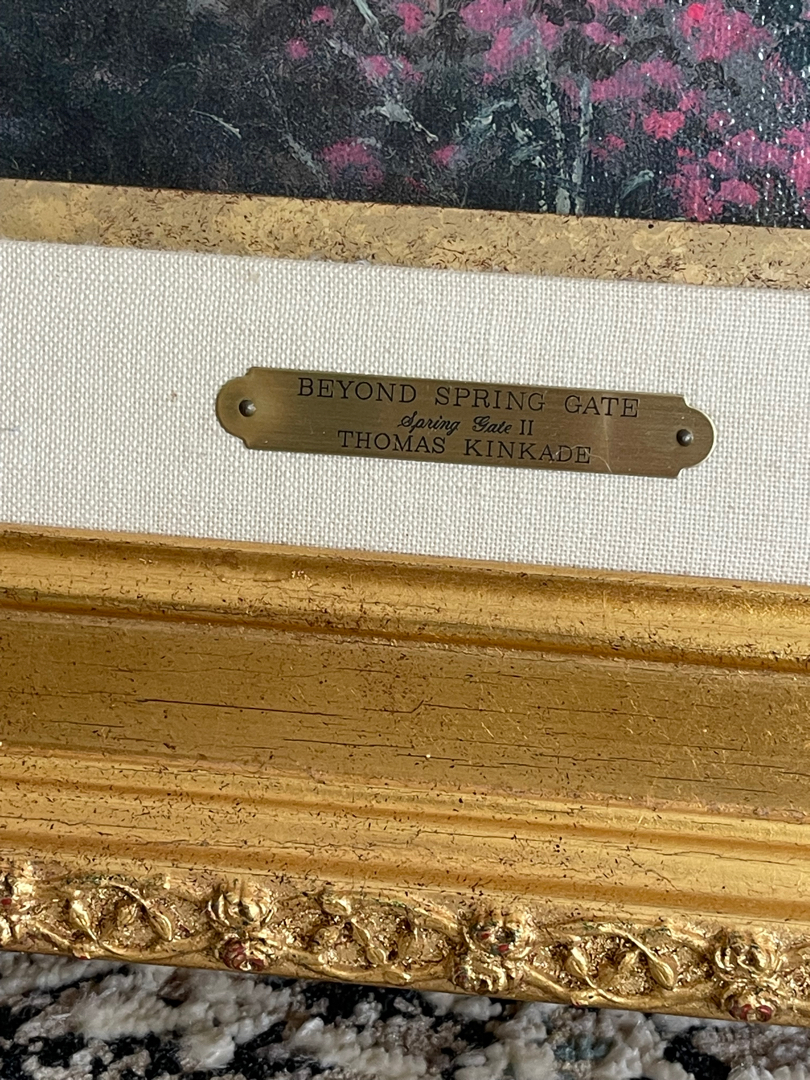 BEYOND SPRING GATE
Spring Gate II
THOMAS KINKADE